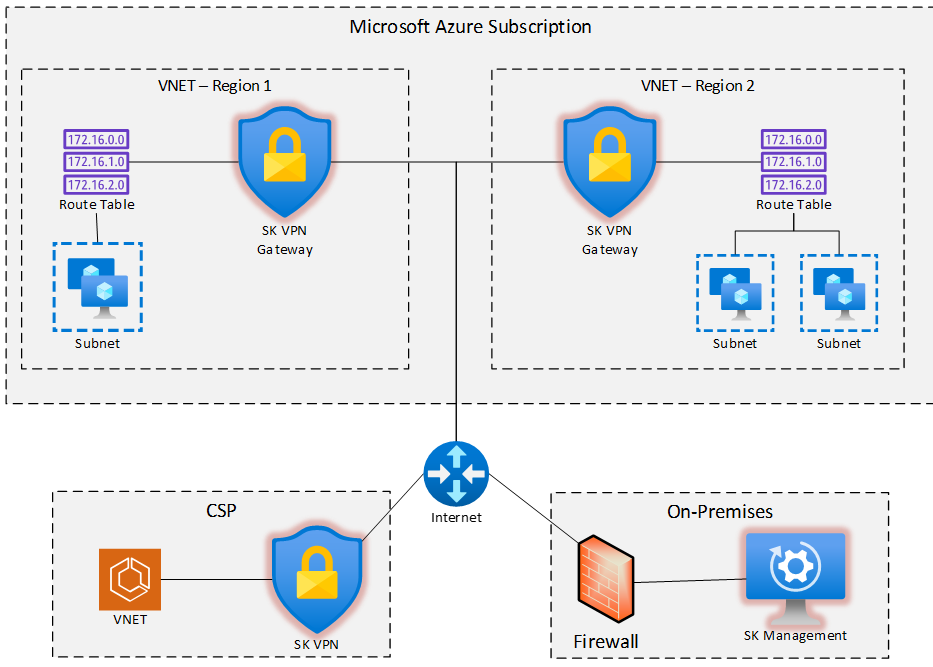 Microsoft Azure Subscription
VNET – Region 1
172.16.0.0
172.16.1.0
172.16.2.0
Route Table
SK VPN
Gateway
Subnet
VNET – Region 2
SK VPN
Gateway
172.16.0.0
172.16.1.0
172.16.2.0
Route Table
Subnet
Subnet
Internet
CSP
VNET
SK VPN
On-Premises
Firewall
SK Management